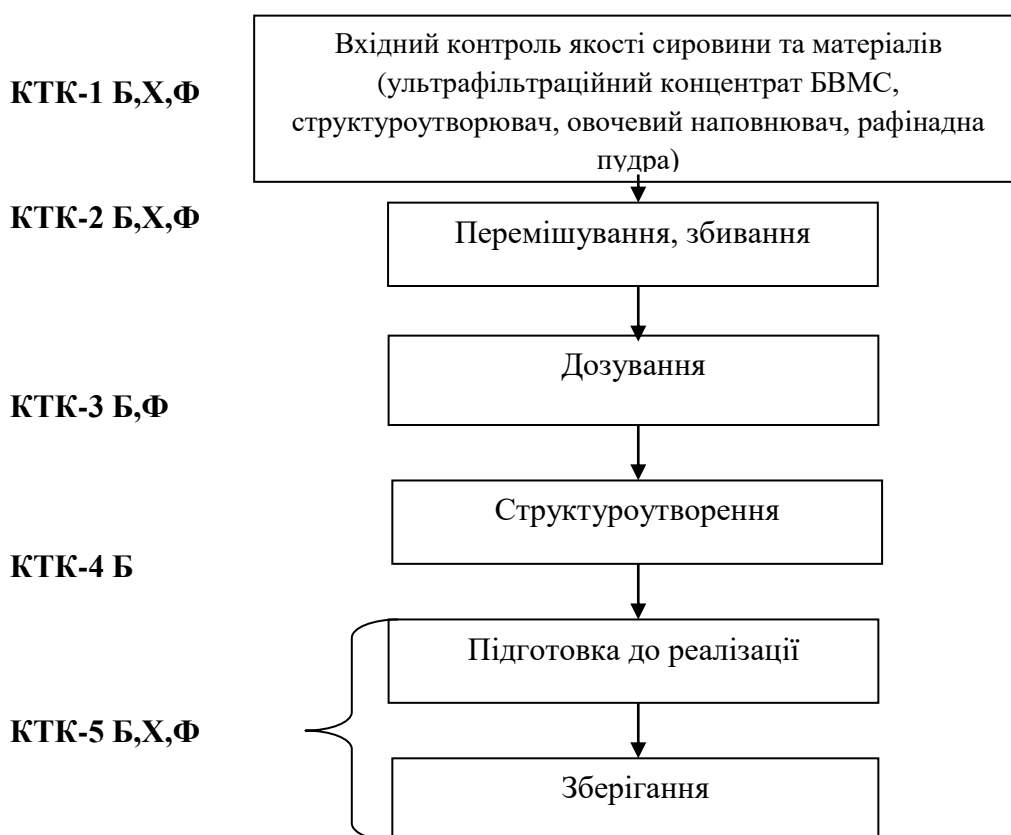 КТК-1 Б,Х,Ф
Вхідний контроль якості сировини та матеріалів
(ультрафільтраційний концентрат БВМС,
структуроутворювач, овочевий наповнювач, рафінадна
пудра)
КТК-2 Б,Х,Ф
Перемішування, збивання
Дозування
КТК-3 Б,Ф
Структуроутворення
КТК-4 Б
Підготовка до реалізації
КТК-5 Б,Х,Ф
Зберігання